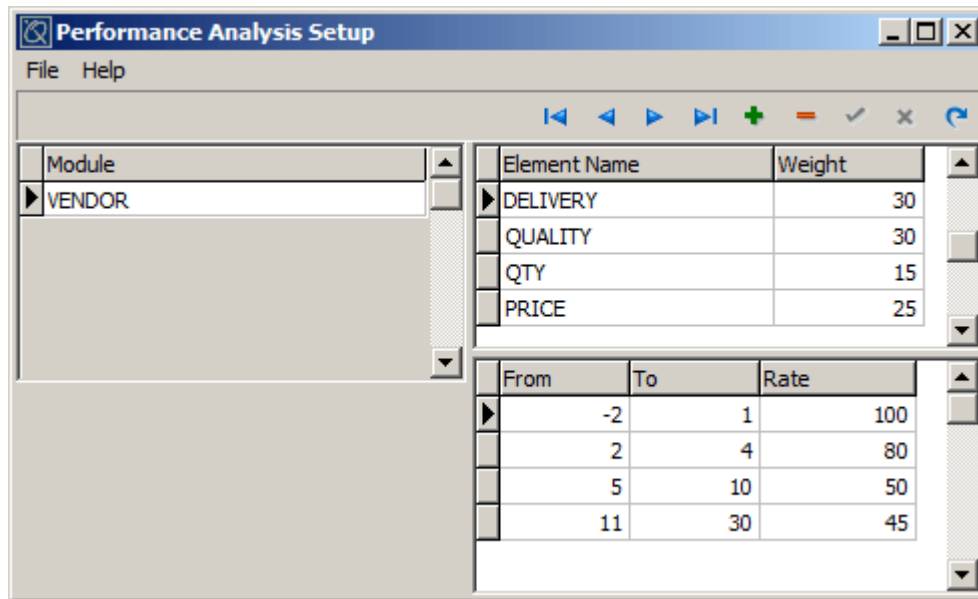 Performance Analysis Setup
File Help
Module
VENDOR
Element Name Weight
DELIVERY 30
QUALITY 30
QTY 15
PRICE 25
From To Rate
-2 1 100
2 4 80
5 10 50
11 30 45